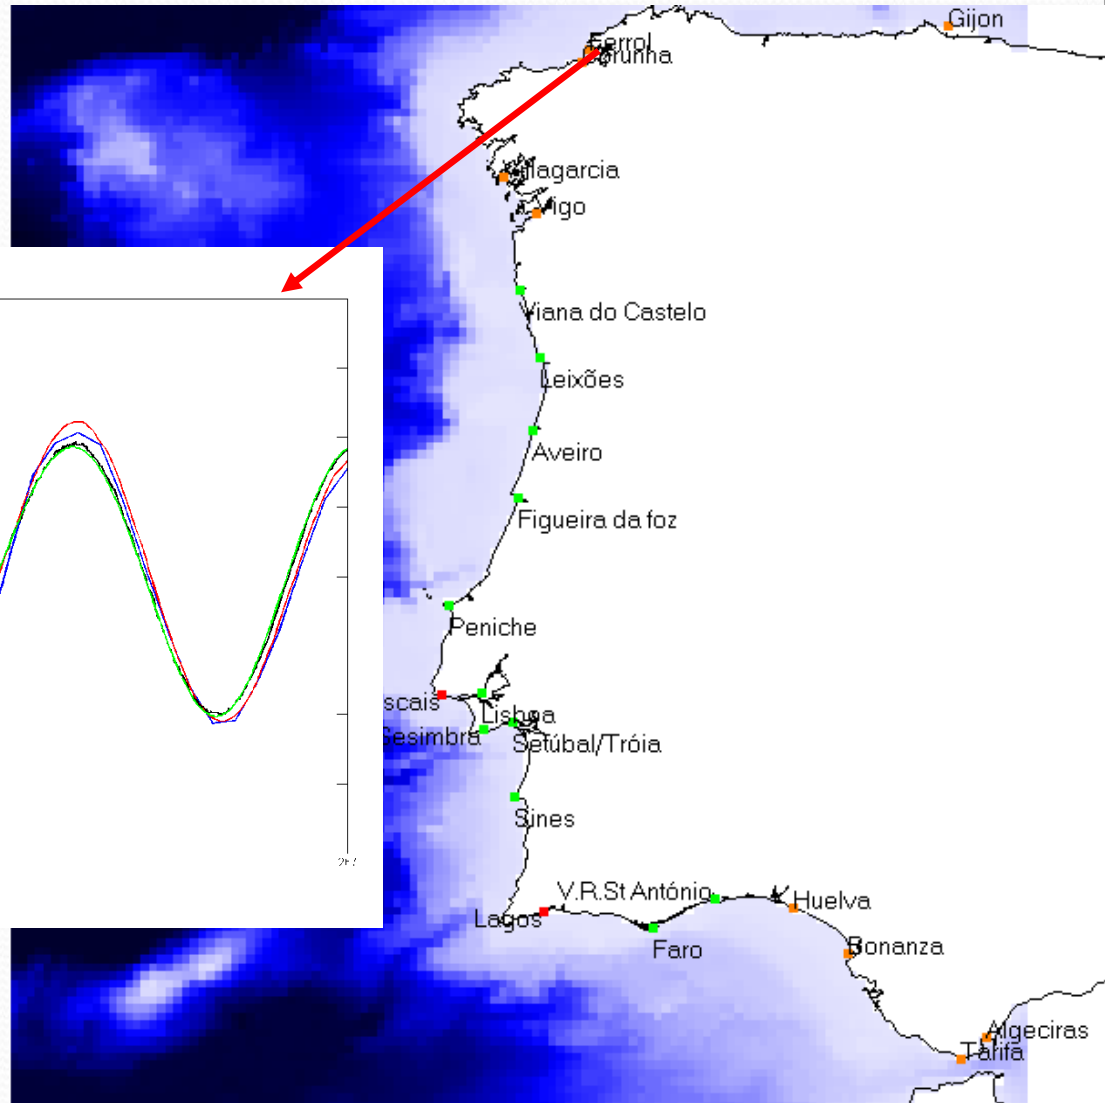 Gijon
Ferrol
Corunha
Vilagarcia
Vigo
Viana do Castelo
Leixões
Aveiro
Figueira da foz
Peniche
scais
Lisboa
Sesimbra
Setúbal/Tróia
Sines
V.R.St António
Huelva
Lagos
Faro
Bonanza
Algeciras
Tarifa